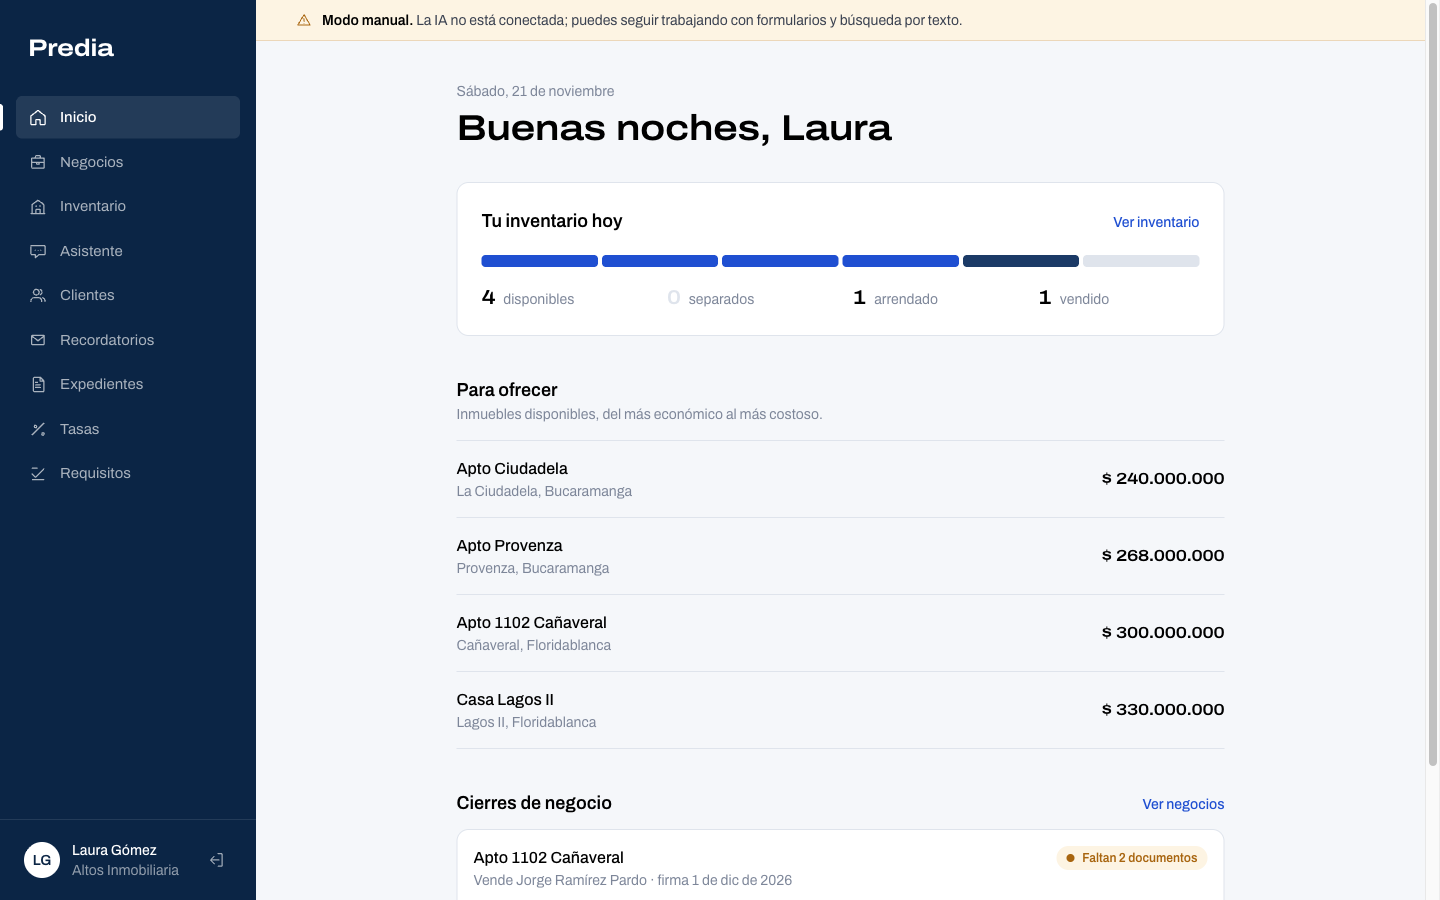 Predia
Inicio
Negocios
Inventario
Asistente
Clientes
Recordatorios
Expedientes
Tasas
Requisitos
LG
Laura Gómez
Altos Inmobiliaria
Modo manual. La IA no está conectada; puedes seguir trabajando con formularios y búsqueda por texto.
Sábado, 21 de noviembre
Buenas noches, Laura
Tu inventario hoy
Ver inventario
4 disponibles
0 separados
1 arrendado
1 vendido
Para ofrecer
Inmuebles disponibles, del más económico al más costoso.
Apto Ciudadela
La Ciudadela, Bucaramanga
$ 240.000.000
Apto Provenza
Provenza, Bucaramanga
$ 268.000.000
Apto 1102 Cañaveral
Cañaveral, Floridablanca
$ 300.000.000
Casa Lagos II
Lagos II, Floridablanca
$ 330.000.000
Cierres de negocio
Ver negocios
Apto 1102 Cañaveral
Vende Jorge Ramírez Pardo · firma 1 de dic de 2026
Faltan 2 documentos